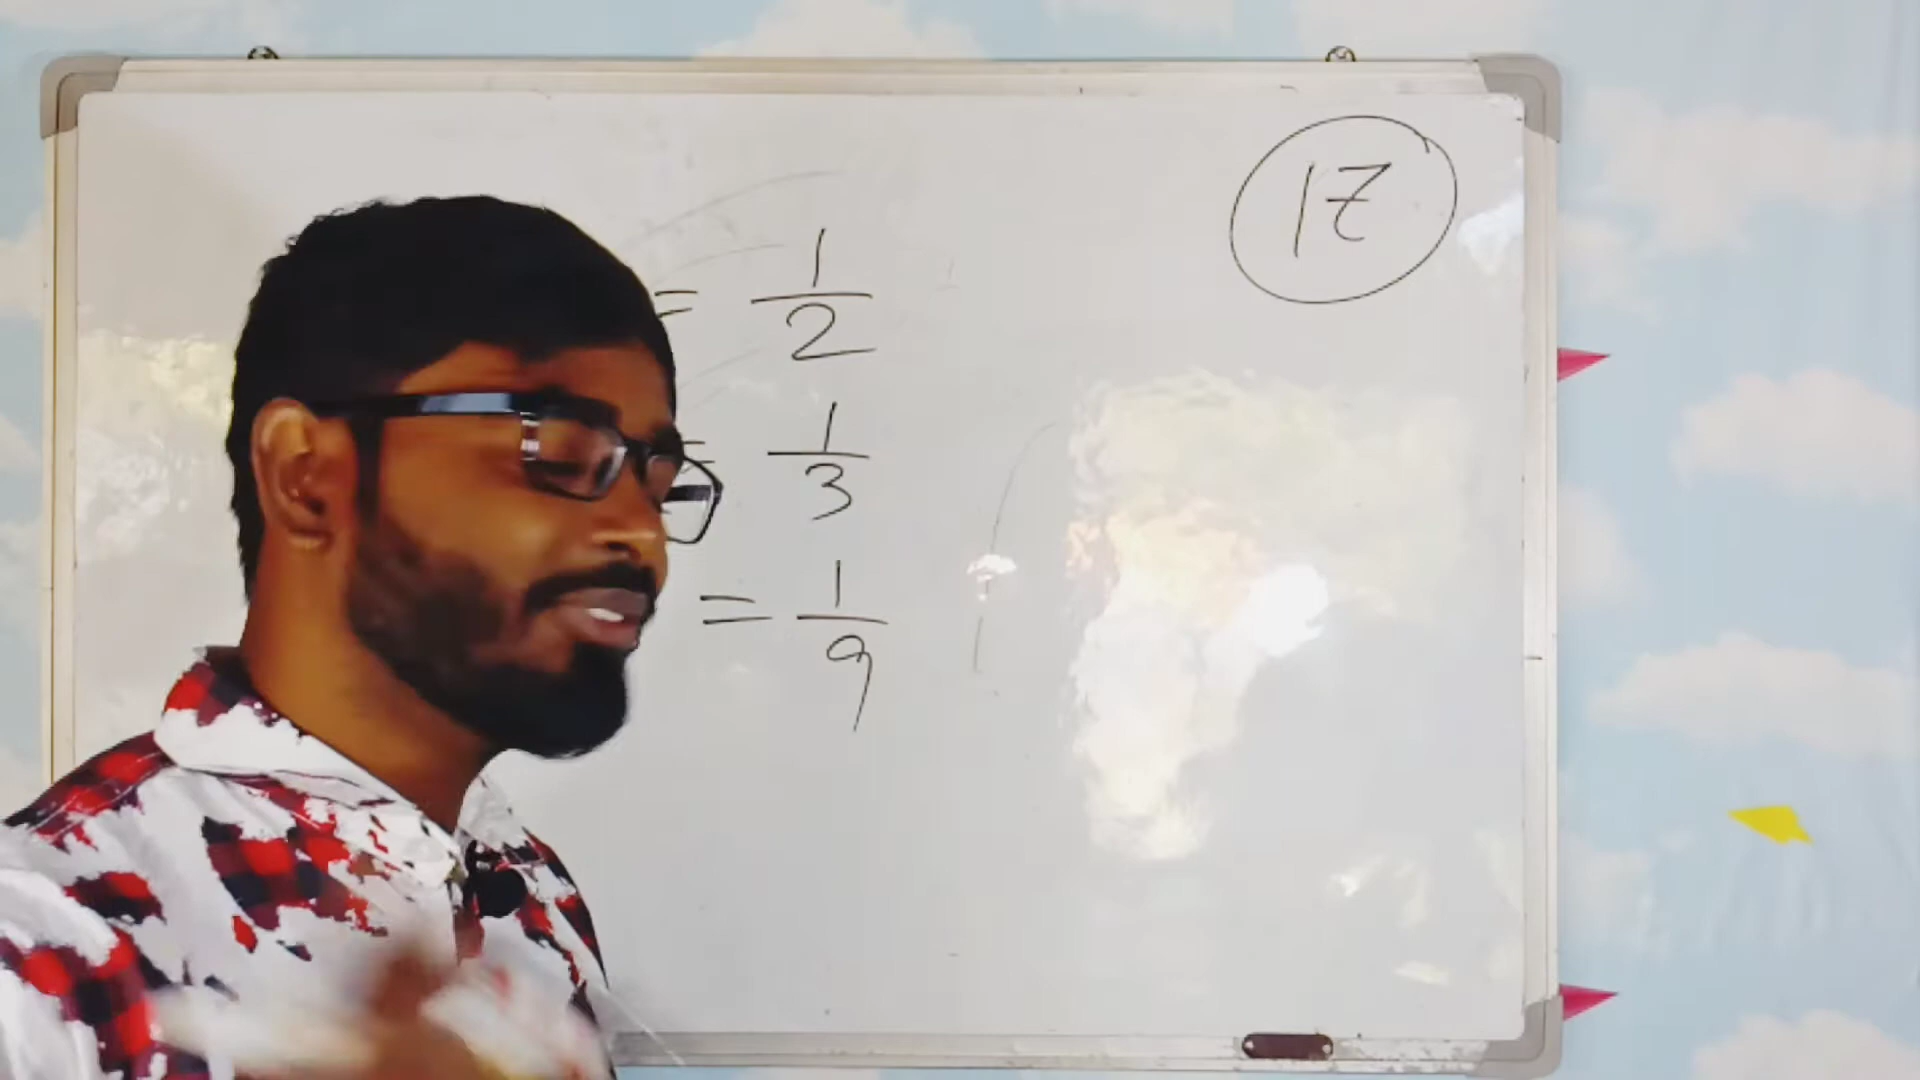 17
= 1/2
= 1/3
= 1/9